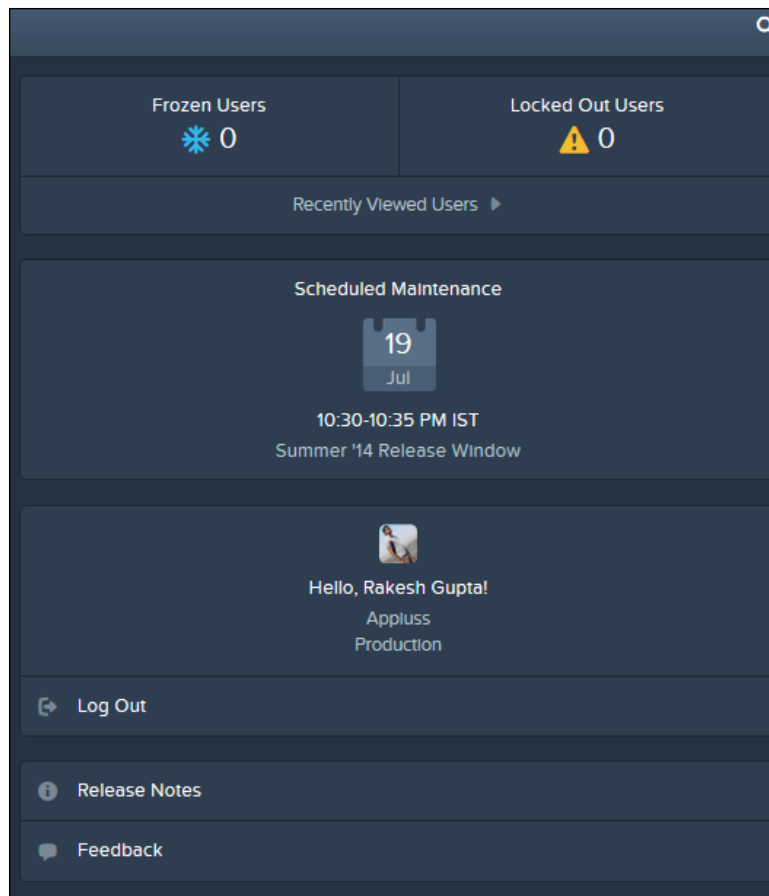 Frozen Users
0
Locked Out Users
0
Recently Viewed Users
Scheduled Maintenance
19
Jul
10:30-10:35 PM IST
Summer '14 Release Window
Hello, Rakesh Gupta!
Appluss
Production
Log Out
Release Notes
Feedback